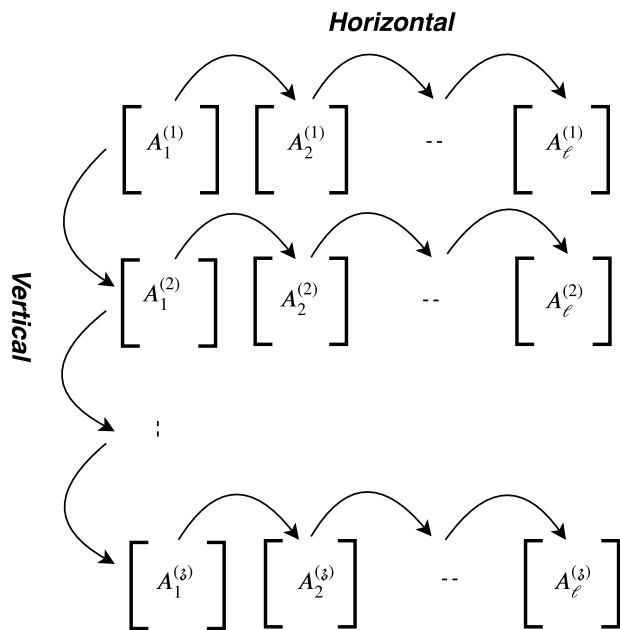 Horizontal
A_1^{(1)} A_2^{(1)} -- A_ℓ^{(1)}
Vertical
A_1^{(2)} A_2^{(2)} -- A_ℓ^{(2)}
A_1^{(𝔷)} A_2^{(𝔷)} -- A_ℓ^{(𝔷)}